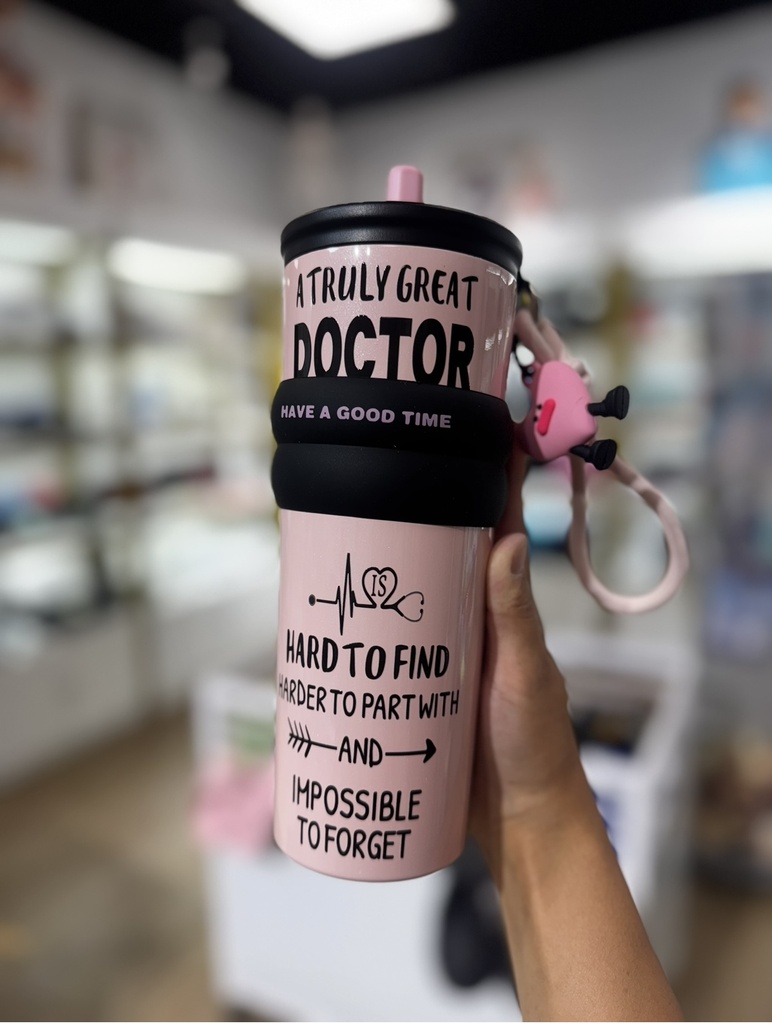 A TRULY GREAT
DOCTOR
HAVE A GOOD TIME
IS
HARD TO FIND
HARDER TO PART WITH
AND
IMPOSSIBLE
TO FORGET